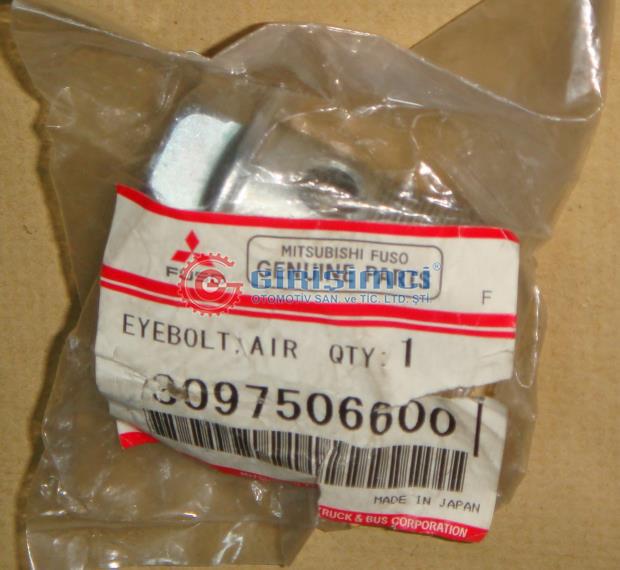 MITSUBISHI FUSO
GENUINE PARTS
FUSO
GİRİŞİMCİ®
OTOMOTİV SAN. ve TİC. LTD. ŞTİ
F
EYEBOLT, AIR QTY: 1
MADE IN JAPAN
TRUCK & BUS CORPORATION